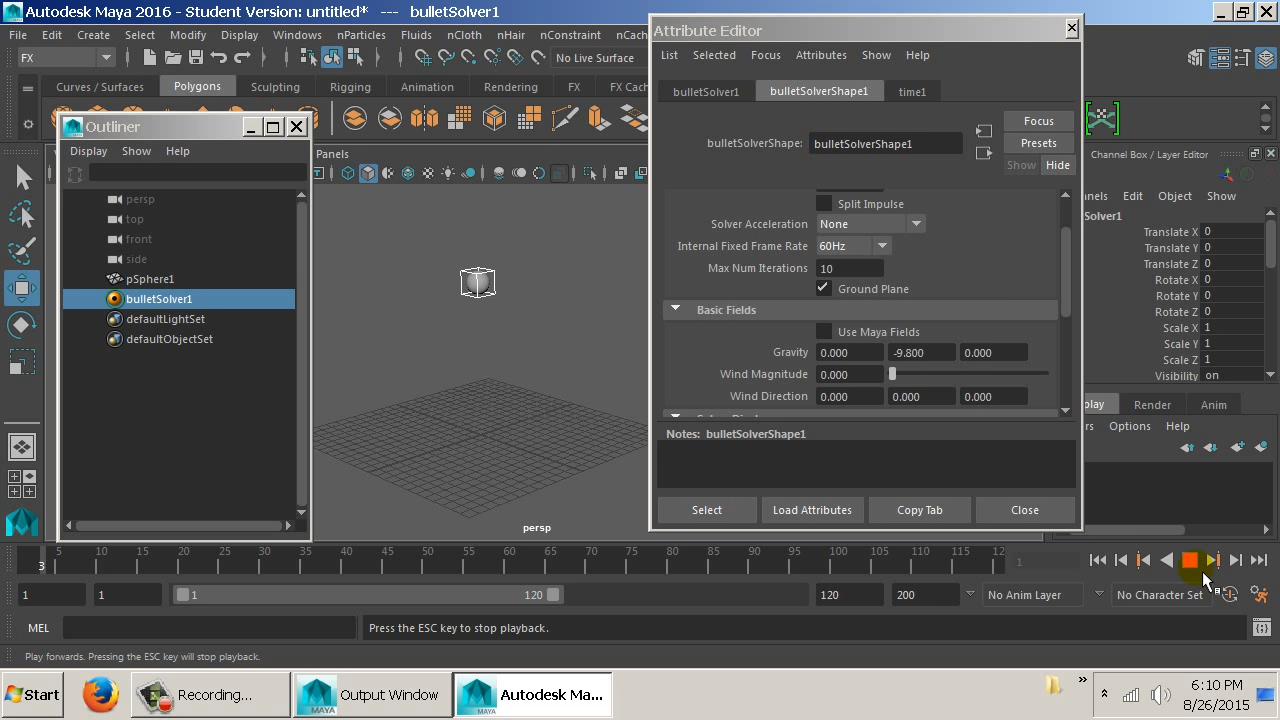 Autodesk Maya 2016 - Student Version: untitled* --- bulletSolver1
File Edit Create Select Modify Display Windows nParticles Fluids nCloth nHair nConstraint nCach
FX
No Live Surface
Curves / Surfaces Polygons Sculpting Rigging Animation Rendering FX FX Cach
Outliner
Display Show Help
persp
top
front
side
pSphere1
bulletSolver1
defaultLightSet
defaultObjectSet
Panels
persp
Attribute Editor
List Selected Focus Attributes Show Help
bulletSolver1 bulletSolverShape1 time1
bulletSolverShape: bulletSolverShape1
Focus
Presets
Show Hide
Split Impulse
Solver Acceleration None
Internal Fixed Frame Rate 60Hz
Max Num Iterations 10
Ground Plane
Basic Fields
Use Maya Fields
Gravity 0.000 -9.800 0.000
Wind Magnitude 0.000
Wind Direction 0.000 0.000 0.000
Notes: bulletSolverShape1
Select Load Attributes Copy Tab Close
Channel Box / Layer Editor
nels Edit Object Show
Solver1
Translate X 0
Translate Y 0
Translate Z 0
Rotate X 0
Rotate Y 0
Rotate Z 0
Scale X 1
Scale Y 1
Scale Z 1
Visibility on
play Render Anim
rs Options Help
5 10 15 20 25 30 35 40 45 50 55 60 65 70 75 80 85 90 95 100 105 110 115 12
3
1
1 1 1 120 120 200 No Anim Layer No Character Set
MEL Press the ESC key to stop playback.
Play forwards. Pressing the ESC key will stop playback.
Start Recording... Output Window Autodesk Ma...
6:10 PM
8/26/2015